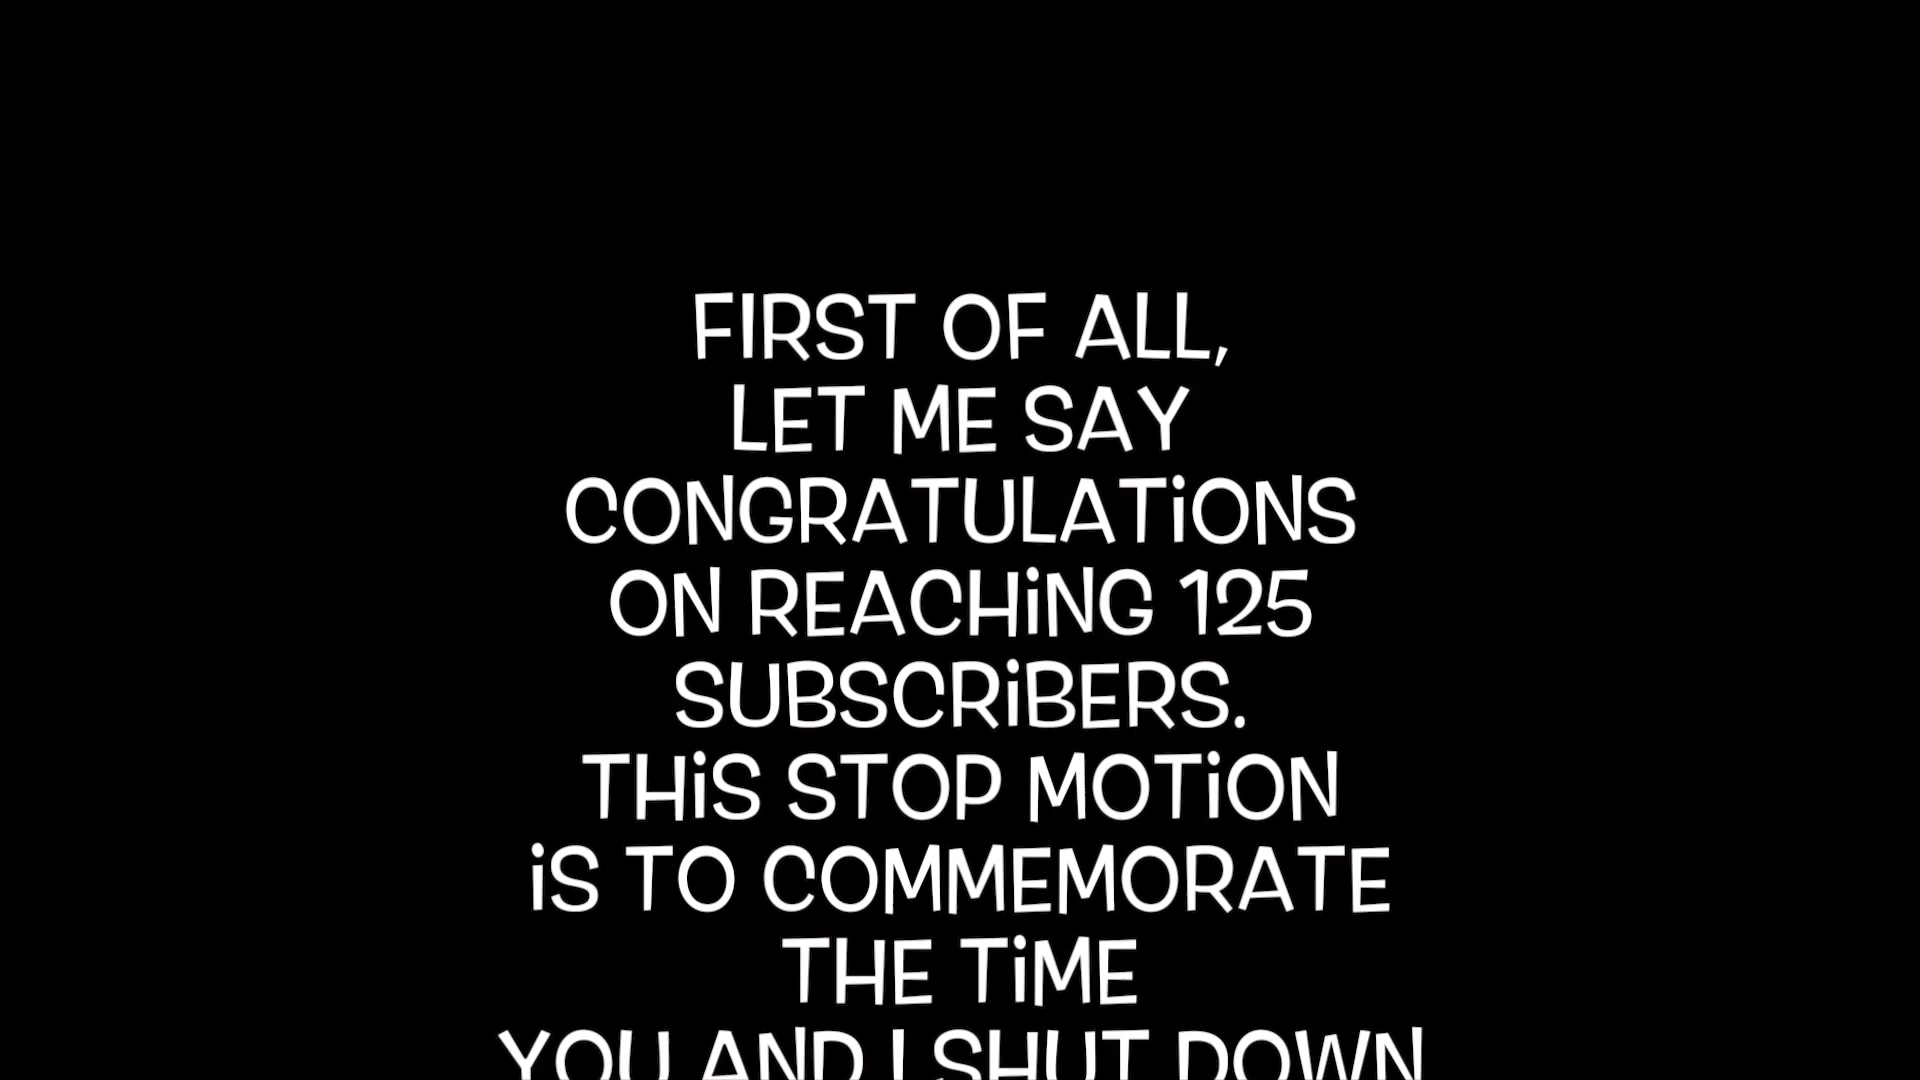 FIRST OF ALL,
LET ME SAY
CONGRATULATiONS
ON REACHiNG 125
SUBSCRiBERS.
THiS STOP MOTiON
iS TO COMMEMORATE
THE TiME
YOU AND I SHUT DOWN